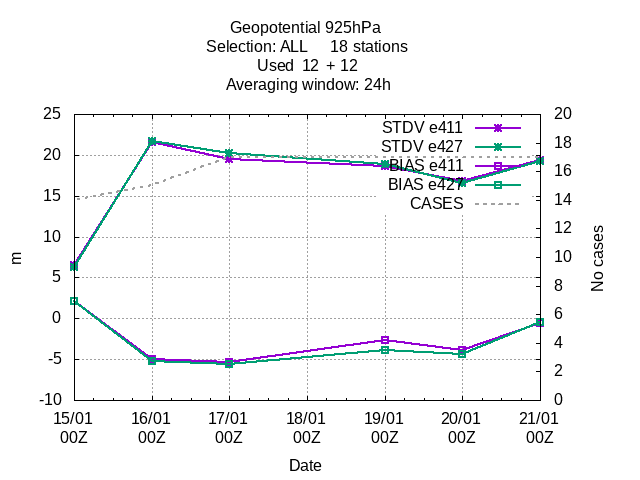 Geopotential 925hPa
Selection: ALL 18 stations
Used 12 + 12
Averaging window: 24h
25
20
15
10
5
0
-5
-10
m
20
18
16
14
12
10
8
6
4
2
0
No cases
STDV e411
STDV e427
BIAS e411
BIAS e427
CASES
15/01 16/01 17/01 18/01 19/01 20/01 21/01
00Z 00Z 00Z 00Z 00Z 00Z 00Z
Date